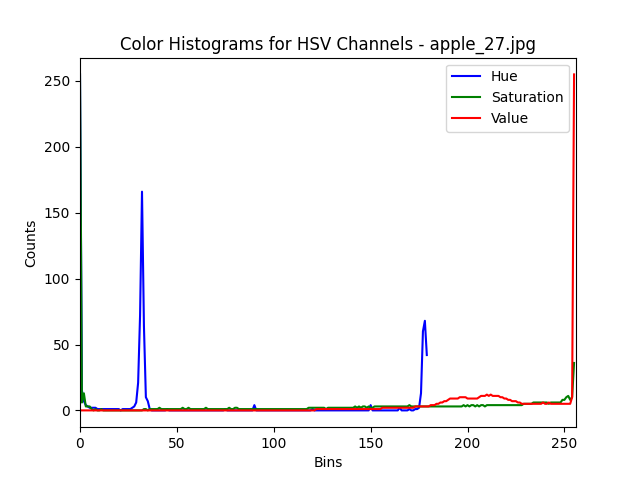 Color Histograms for HSV Channels - apple_27.jpg
Hue
Saturation
Value
Counts
250
200
150
100
50
0
0 50 100 150 200 250
Bins